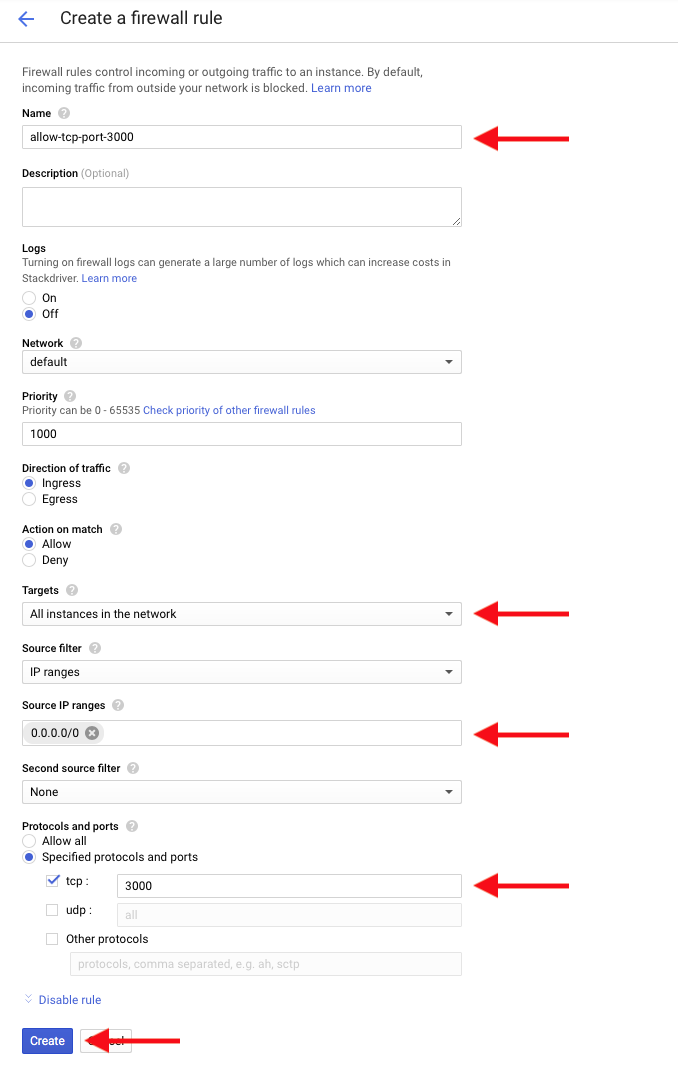 Create a firewall rule
Firewall rules control incoming or outgoing traffic to an instance. By default,
incoming traffic from outside your network is blocked. Learn more
Name
allow-tcp-port-3000
Description (Optional)
Logs
Turning on firewall logs can generate a large number of logs which can increase costs in
Stackdriver. Learn more
On
Off
Network
default
Priority
Priority can be 0 - 65535 Check priority of other firewall rules
1000
Direction of traffic
Ingress
Egress
Action on match
Allow
Deny
Targets
All instances in the network
Source filter
IP ranges
Source IP ranges
0.0.0.0/0
Second source filter
None
Protocols and ports
Allow all
Specified protocols and ports
tcp :
3000
udp :
all
Other protocols
protocols, comma separated, e.g. ah, sctp
Disable rule
Create